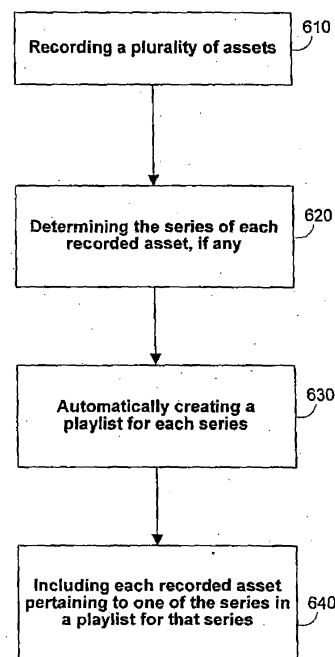 610
Recording a plurality of assets
620
Determining the series of each
recorded asset, if any
630
Automatically creating a
playlist for each series
Including each recorded asset
pertaining to one of the series in
a playlist for that series
640